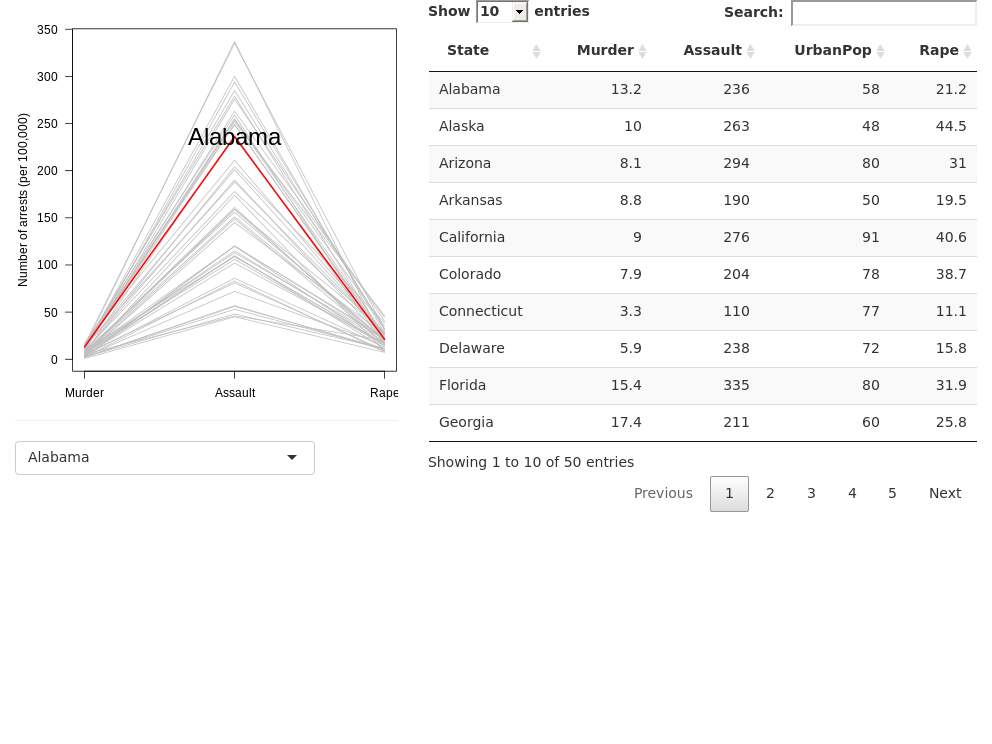 350
300
250
200
150
100
50
0
Number of arrests (per 100,000)
Alabama
Murder Assault Rape
Alabama
Show 10 entries Search:
State Murder Assault UrbanPop Rape
Alabama 13.2 236 58 21.2
Alaska 10 263 48 44.5
Arizona 8.1 294 80 31
Arkansas 8.8 190 50 19.5
California 9 276 91 40.6
Colorado 7.9 204 78 38.7
Connecticut 3.3 110 77 11.1
Delaware 5.9 238 72 15.8
Florida 15.4 335 80 31.9
Georgia 17.4 211 60 25.8
Showing 1 to 10 of 50 entries
Previous 1 2 3 4 5 Next